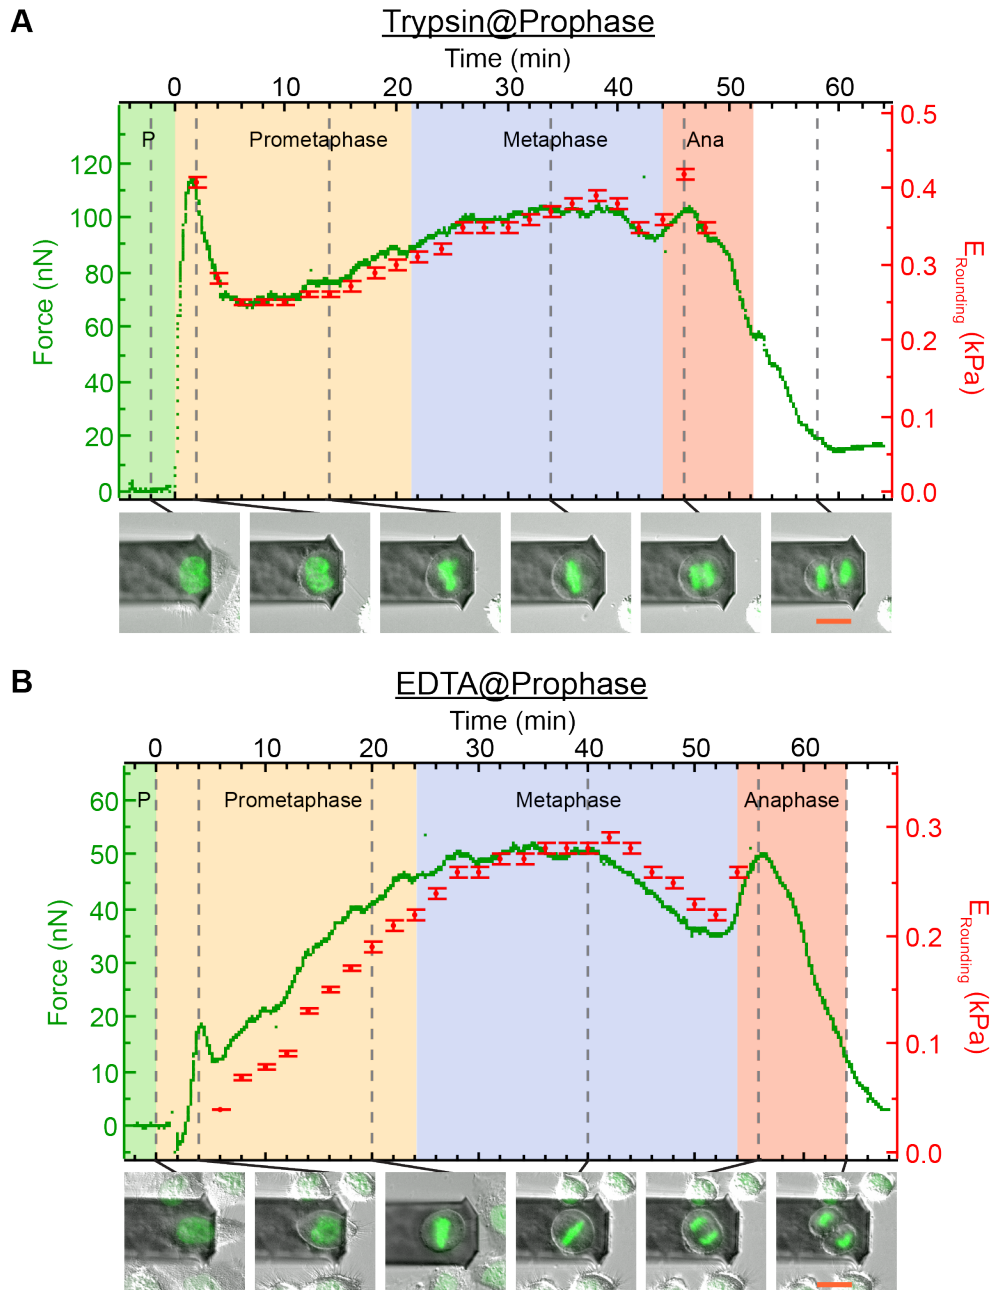 A
Trypsin@Prophase
Time (min)
0 10 20 30 40 50 60
P Prometaphase Metaphase Ana
Force (nN)
120
100
80
60
40
20
0
0.5
0.4
0.3
0.2
0.1
0.0
E Rounding (kPa)
B
EDTA@Prophase
Time (min)
0 10 20 30 40 50 60
P Prometaphase Metaphase Anaphase
Force (nN)
60
50
40
30
20
10
0
0.3
0.2
0.1
0.0
E Rounding (kPa)